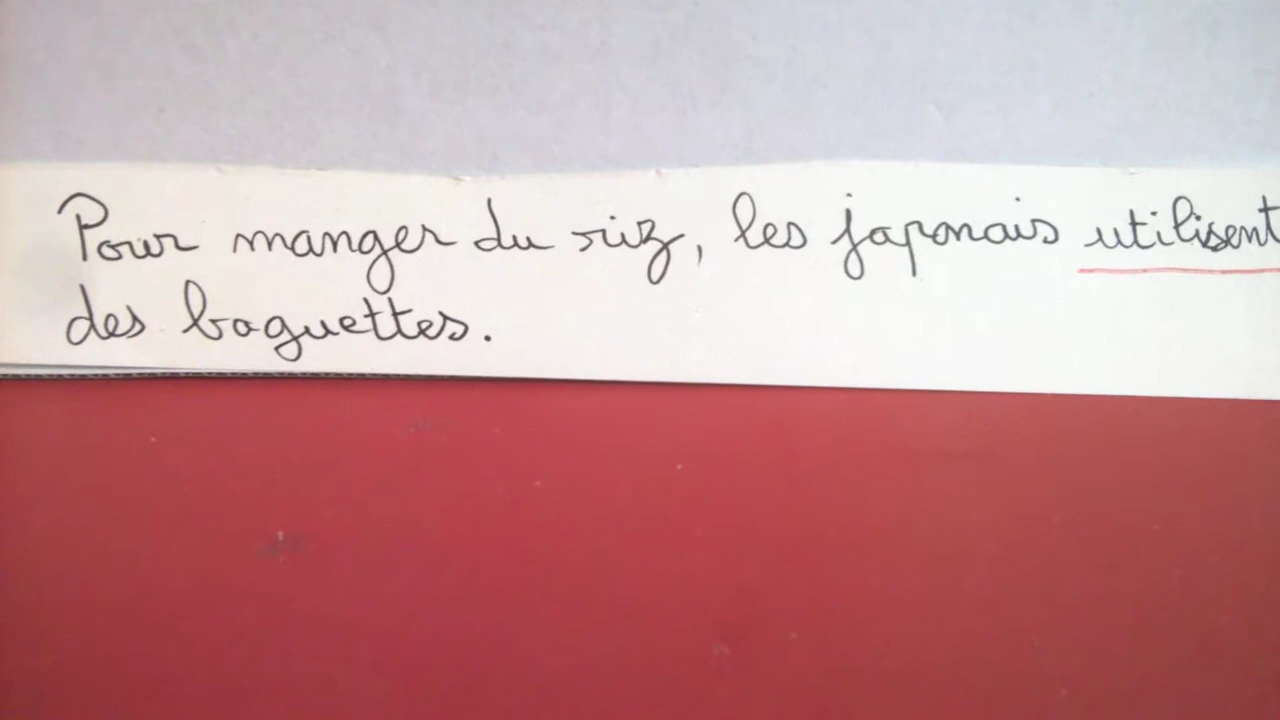 Pour manger du riz, les japonais utilisent
des baguettes.